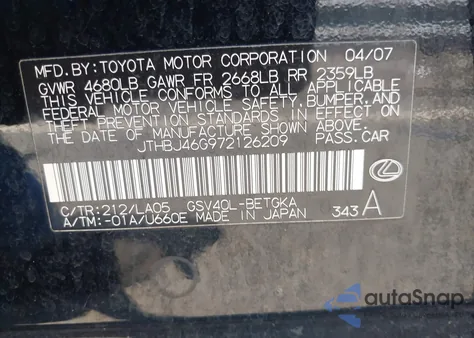 MFD.BY:TOYOTA MOTOR CORPORATION 04/07
GVWR 4680LB GAWR FR 2668LB RR 2359LB
THIS VEHICLE CONFORMS TO ALL APPLICABLE
FEDERAL MOTOR VEHICLE SAFETY,BUMPER,AND
THEFT PREVENTION STANDARDS IN EFFECT ON
THE DATE OF MANUFACTURE SHOWN ABOVE.
JTHBJ46G972126209 PASS.CAR
C/TR:212/LA05 GSV40L-BETGKA
A/TM:-01A/U660E MADE IN JAPAN 343 A
autoSnap